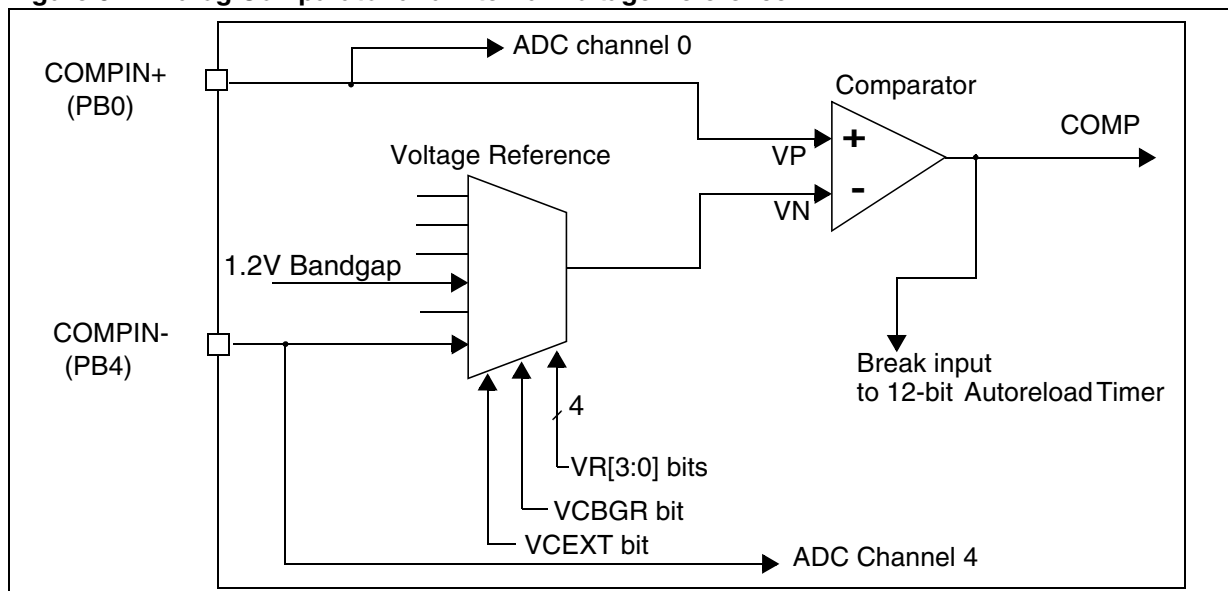 ADC channel 0
COMPIN+
(PB0)
Comparator
COMP
+
VP
Voltage Reference
-
VN
1.2V Bandgap
COMPIN-
(PB4)
Break input
to 12-bit Autoreload Timer
4
VR[3:0] bits
VCBGR bit
VCEXT bit
ADC Channel 4